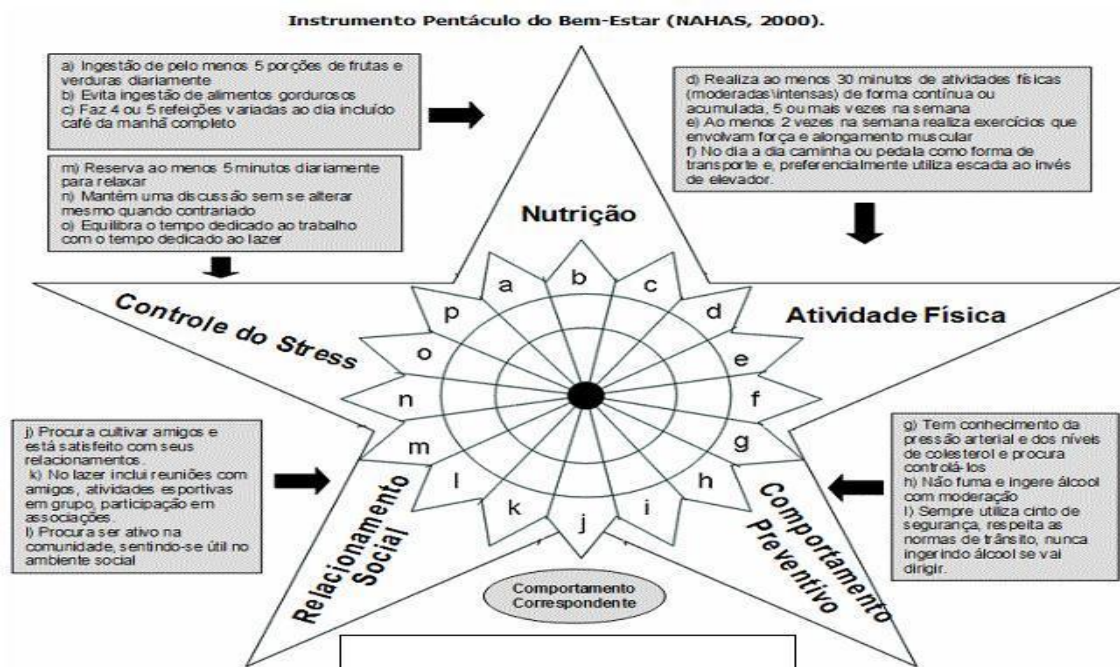 Instrumento Pentáculo do Bem-Estar (NAHAS, 2000).
a) Ingestão de pelo menos 5 porções de frutas e
verduras diariamente
b) Evita ingestão de alimentos gordurosos
c) Faz 4 ou 5 refeições variadas ao dia incluído
café da manhã completo
d) Realiza ao menos 30 minutos de atividades físicas
(moderadas\intensas) de forma contínua ou
acumulada, 5 ou mais vezes na semana
e) Ao menos 2 vezes na semana realiza exercícios que
envolvam força e alongamento muscular
f) No dia a dia caminha ou pedala como forma de
transporte e, preferencialmente utiliza escada ao invés
de elevador.
m) Reserva ao menos 5 minutos diariamente
para relaxar
n) Mantém uma discussão sem se alterar
mesmo quando contrariado
o) Equilibra o tempo dedicado ao trabalho
com o tempo dedicado ao lazer
Nutrição
Controle do Stress
Atividade Física
a
b
c
d
e
f
g
h
i
j
k
l
m
n
o
p
j) Procura cultivar amigos e
está satisfeito com seus
relacionamentos.
k) No lazer inclui reuniões com
amigos, atividades esportivas
em grupo, participação em
associações.
l) Procura ser ativo na
comunidade, sentindo-se útil no
ambiente social
g) Tem conhecimento da
pressão arterial e dos níveis
de colesterol e procura
controlá-los
h) Não fuma e ingere álcool
com moderação
I) Sempre utiliza cinto de
segurança, respeita as
normas de trânsito, nunca
ingerindo álcool se vai
dirigir.
Relacionamento
Social
Comportamento
Preventivo
Comportamento
Correspondente